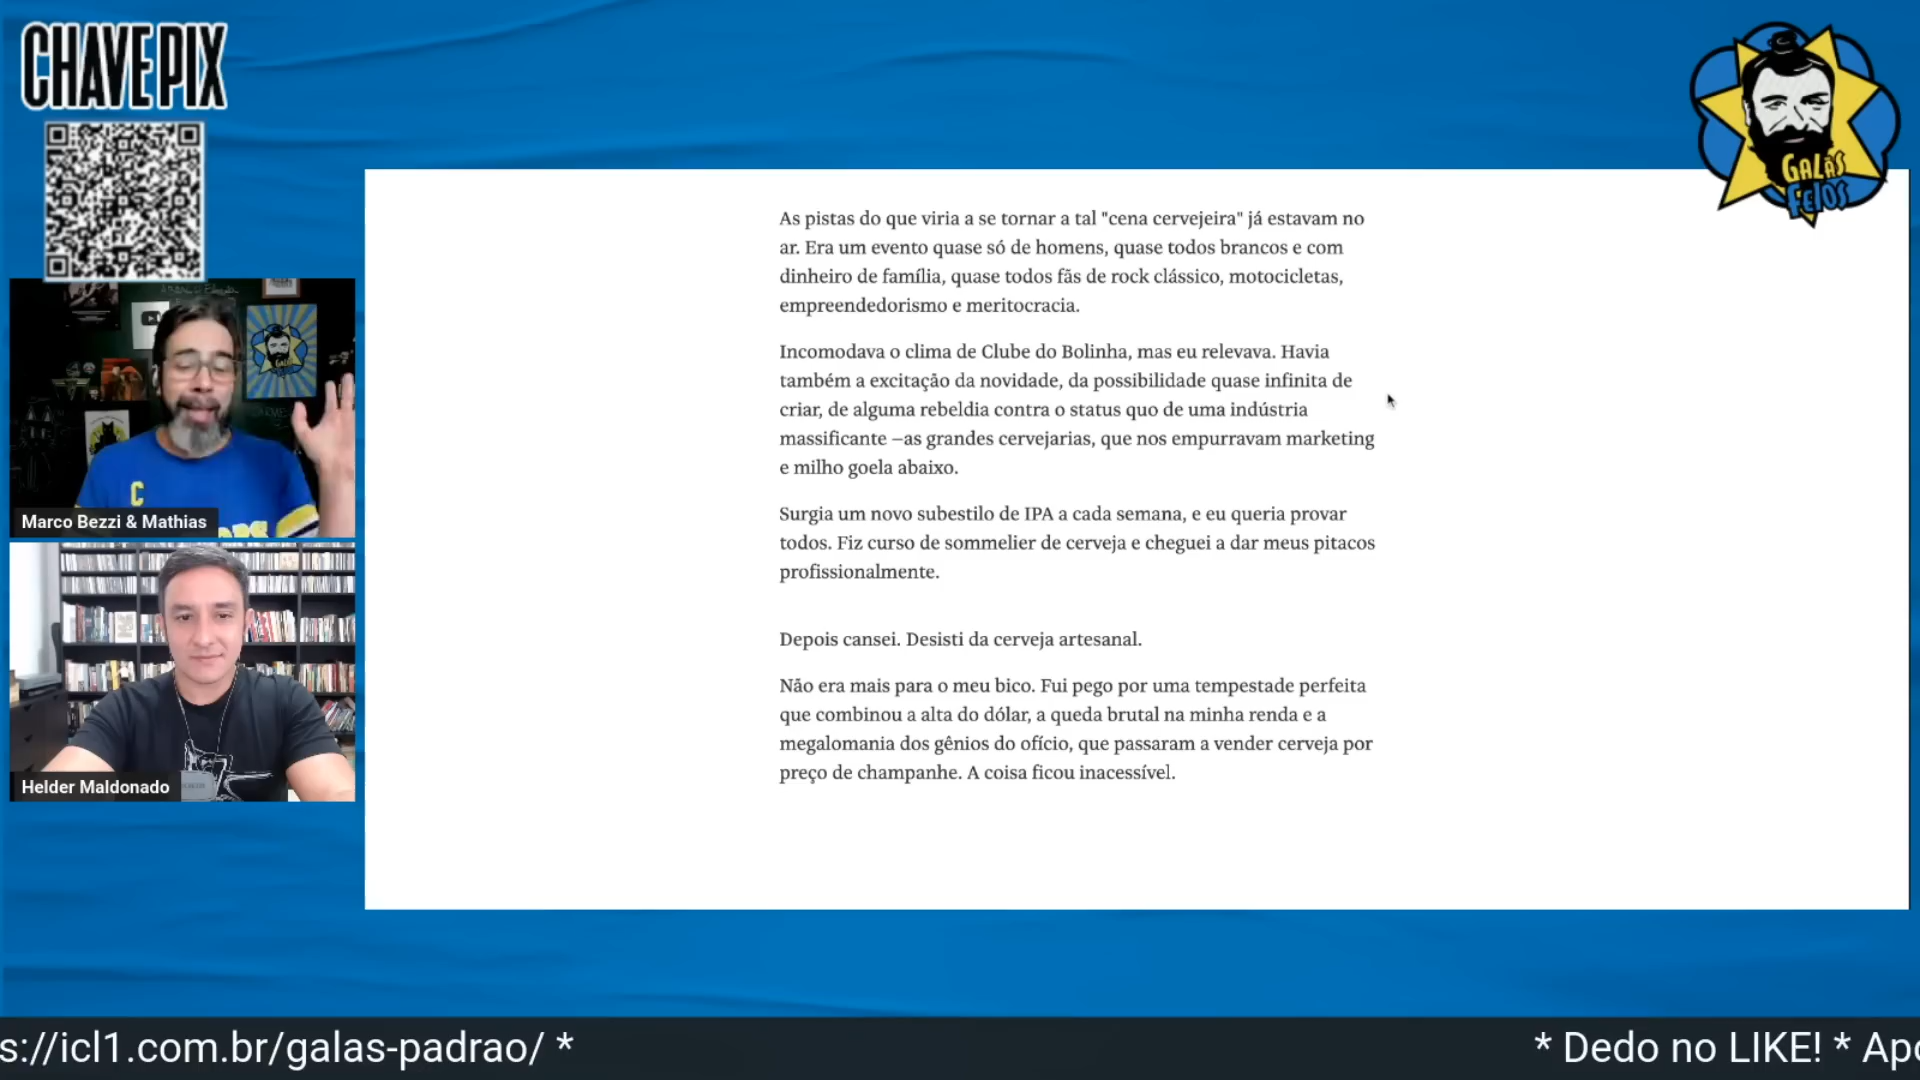 CHAVE PIX
GALÃS
FEIOS
As pistas do que viria a se tornar a tal "cena cervejeira" já estavam no
ar. Era um evento quase só de homens, quase todos brancos e com
dinheiro de família, quase todos fãs de rock clássico, motocicletas,
empreendedorismo e meritocracia.
Incomodava o clima de Clube do Bolinha, mas eu relevava. Havia
também a excitação da novidade, da possibilidade quase infinita de
criar, de alguma rebeldia contra o status quo de uma indústria
massificante –as grandes cervejarias, que nos empurravam marketing
e milho goela abaixo.
Surgia um novo subestilo de IPA a cada semana, e eu queria provar
todos. Fiz curso de sommelier de cerveja e cheguei a dar meus pitacos
profissionalmente.
Depois cansei. Desisti da cerveja artesanal.
Não era mais para o meu bico. Fui pego por uma tempestade perfeita
que combinou a alta do dólar, a queda brutal na minha renda e a
megalomania dos gênios do ofício, que passaram a vender cerveja por
preço de champanhe. A coisa ficou inacessível.
C
Marco Bezzi & Mathias
Helder Maldonado
s://icl1.com.br/galas-padrao/ *
* Dedo no LIKE! * Apo